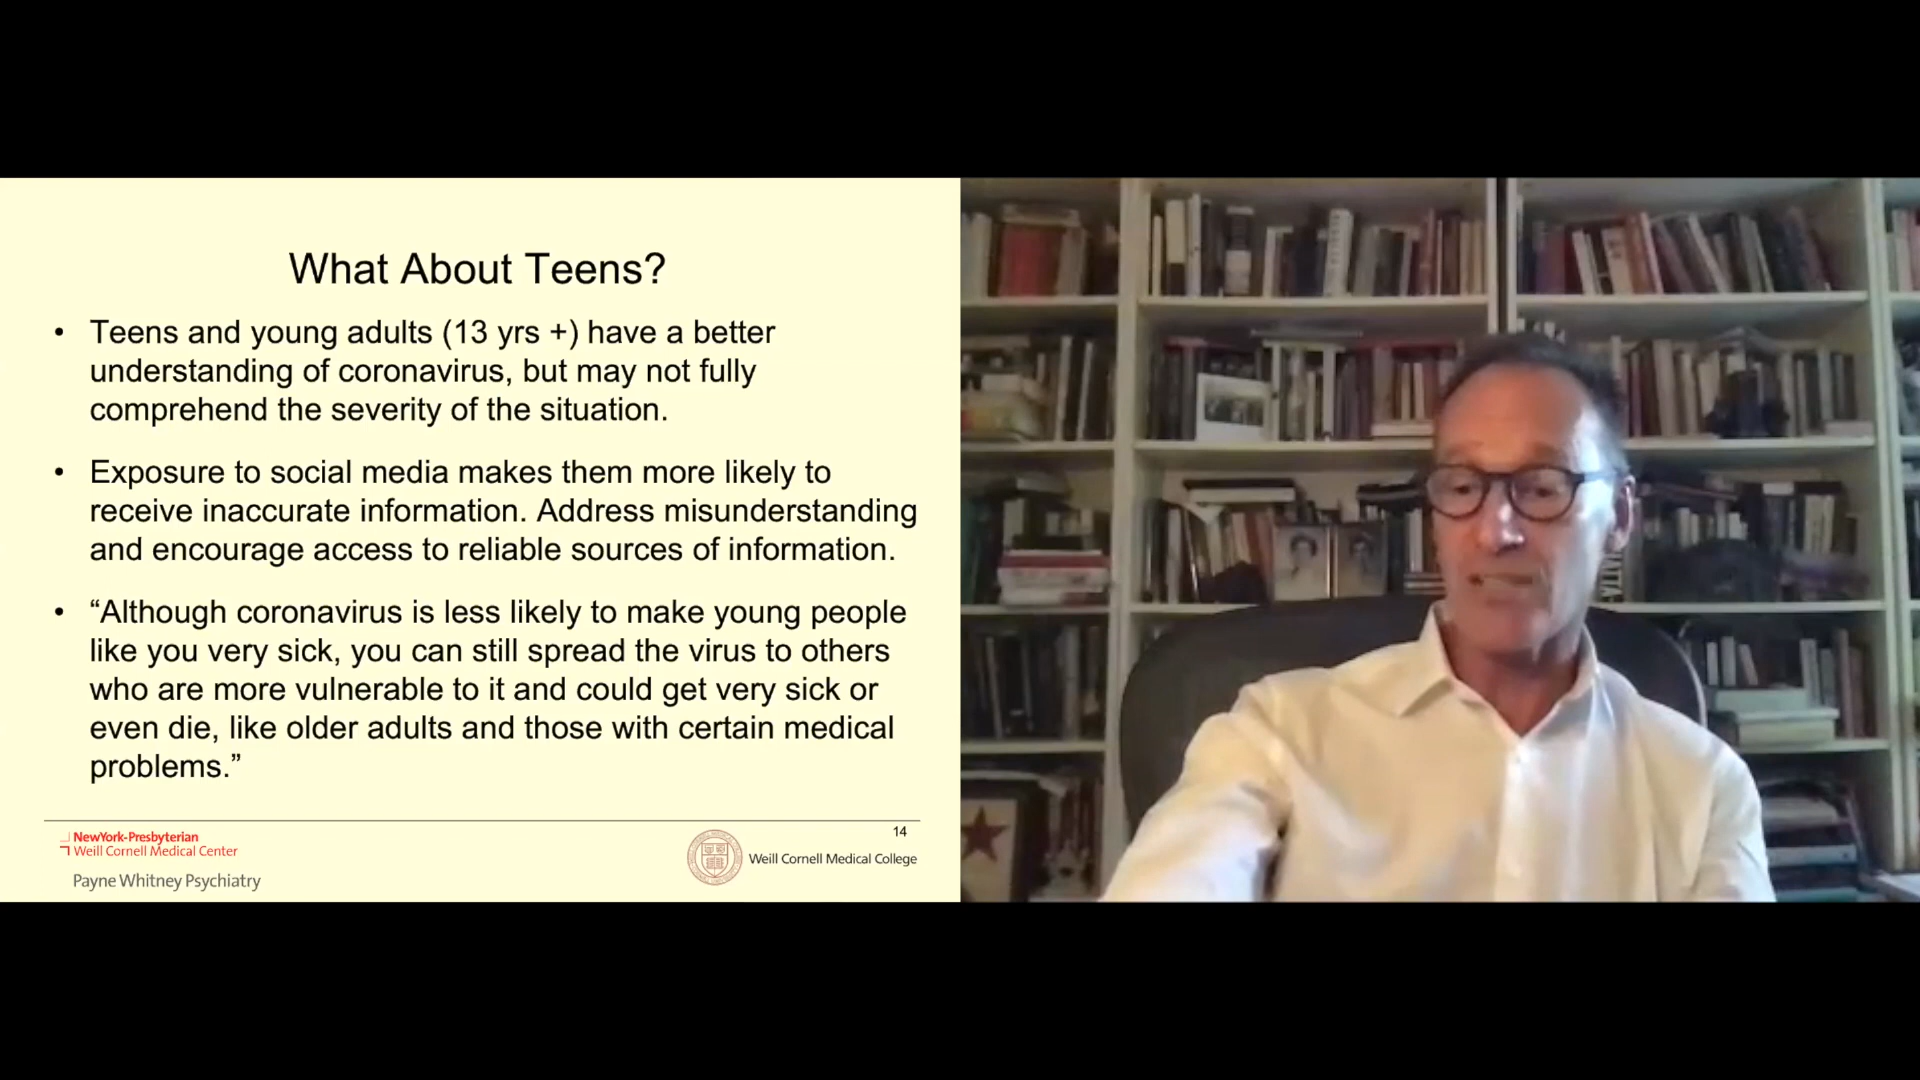 What About Teens?
• Teens and young adults (13 yrs +) have a better
understanding of coronavirus, but may not fully
comprehend the severity of the situation.
• Exposure to social media makes them more likely to
receive inaccurate information. Address misunderstanding
and encourage access to reliable sources of information.
• “Although coronavirus is less likely to make young people
like you very sick, you can still spread the virus to others
who are more vulnerable to it and could get very sick or
even die, like older adults and those with certain medical
problems.”
14
NewYork-Presbyterian
Weill Cornell Medical Center
Payne Whitney Psychiatry
Weill Cornell Medical College